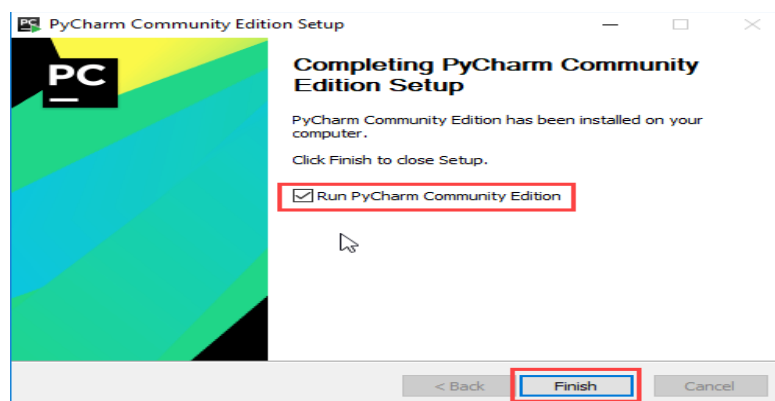 PC PyCharm Community Edition Setup
PC
Completing PyCharm Community
Edition Setup
PyCharm Community Edition has been installed on your
computer.
Click Finish to close Setup.
Run PyCharm Community Edition
< Back Finish Cancel